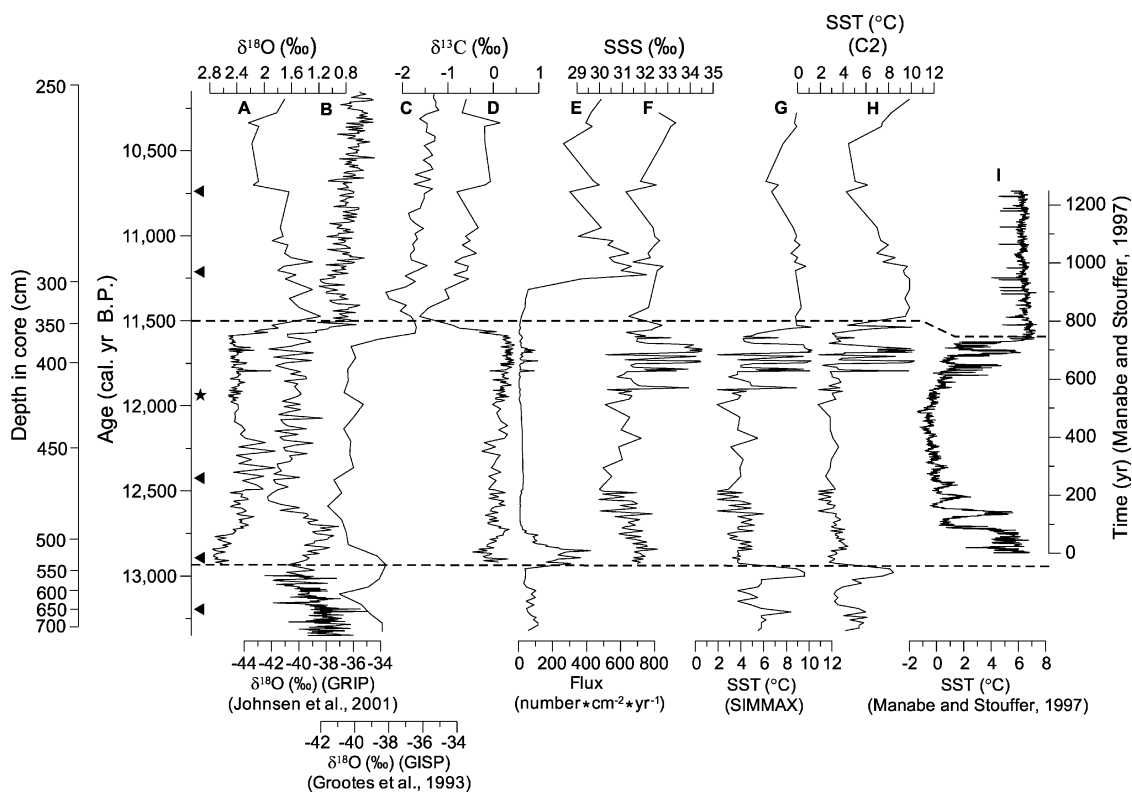 δ¹⁸O (‰)
2.8 2.4 2 1.6 1.2 0.8
δ¹³C (‰)
-2 -1 0 1
SSS (‰)
29 30 31 32 33 34 35
SST (°C)
(C2)
0 2 4 6 8 10 12
A B C D E F G H I
Depth in core (cm)
250
300
350
400
450
500
550
600
650
700
Age (cal. yr B.P.)
10,500
11,000
11,500
12,000
12,500
13,000
Time (yr) (Manabe and Stouffer, 1997)
1200
1000
800
600
400
200
0
-44 -42 -40 -38 -36 -34
δ¹⁸O (‰) (GRIP)
(Johnsen et al., 2001)
0 200 400 600 800
Flux
(number*cm⁻²*yr⁻¹)
0 2 4 6 8 10 12
SST (°C)
(SIMMAX)
-2 0 2 4 6 8
SST (°C)
(Manabe and Stouffer, 1997)
-42 -40 -38 -36 -34
δ¹⁸O (‰) (GISP)
(Grootes et al., 1993)